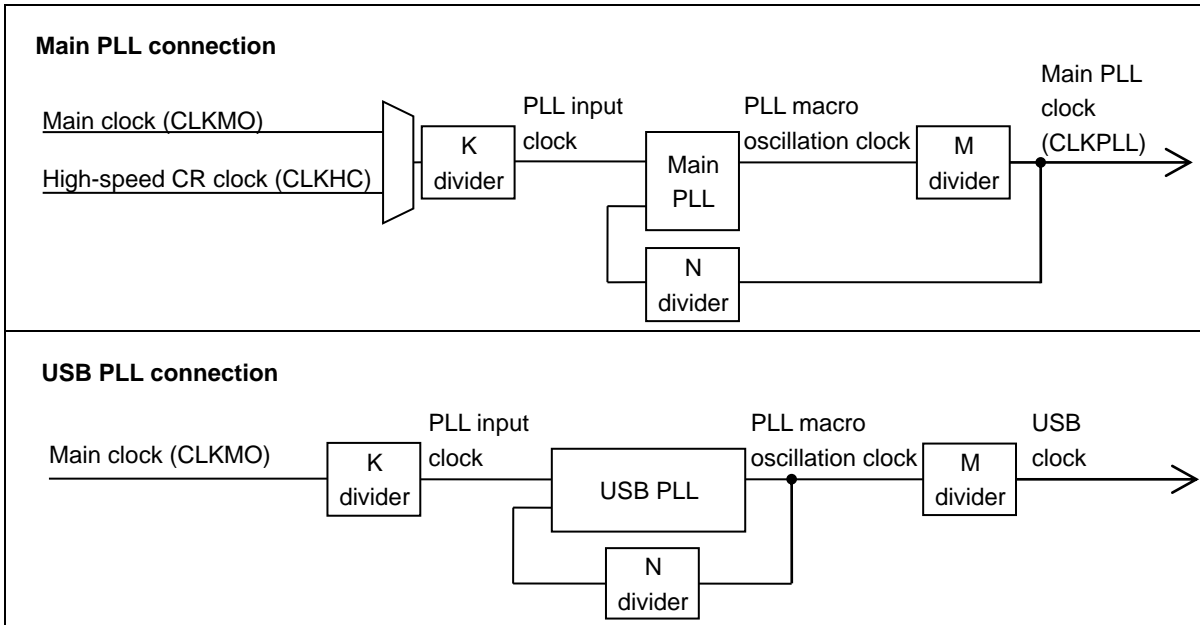 Main PLL connection
Main clock (CLKMO)
High-speed CR clock (CLKHC)
K
divider
PLL input
clock
Main
PLL
PLL macro
oscillation clock
M
divider
Main PLL
clock
(CLKPLL)
N
divider
USB PLL connection
Main clock (CLKMO)
K
divider
PLL input
clock
USB PLL
PLL macro
oscillation clock
M
divider
USB
clock
N
divider